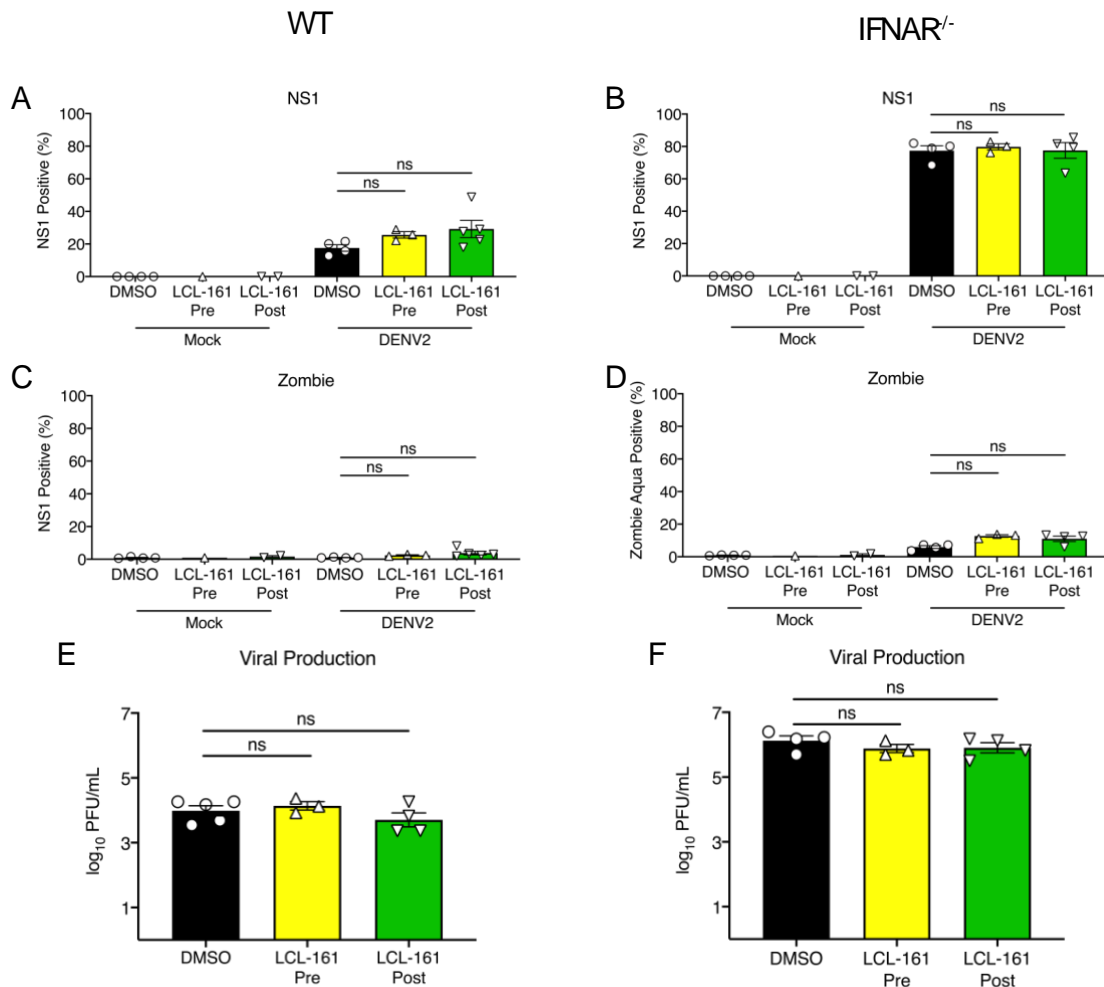 WT
IFNAR-/-
A
NS1
NS1 Positive (%)
100
80
60
40
20
0
ns
ns
DMSO
LCL-161
Pre
LCL-161
Post
DMSO
LCL-161
Pre
LCL-161
Post
Mock
DENV2
B
NS1
NS1 Positive (%)
100
80
60
40
20
0
ns
ns
DMSO
LCL-161
Pre
LCL-161
Post
DMSO
LCL-161
Pre
LCL-161
Post
Mock
DENV2
C
Zombie
NS1 Positive (%)
100
80
60
40
20
0
ns
ns
DMSO
LCL-161
Pre
LCL-161
Post
DMSO
LCL-161
Pre
LCL-161
Post
Mock
DENV2
D
Zombie
Zombie Aqua Positive (%)
100
80
60
40
20
0
ns
ns
DMSO
LCL-161
Pre
LCL-161
Post
DMSO
LCL-161
Pre
LCL-161
Post
Mock
DENV2
E
Viral Production
log10 PFU/mL
7
5
3
1
ns
ns
DMSO
LCL-161
Pre
LCL-161
Post
F
Viral Production
log10 PFU/mL
7
5
3
1
ns
ns
DMSO
LCL-161
Pre
LCL-161
Post